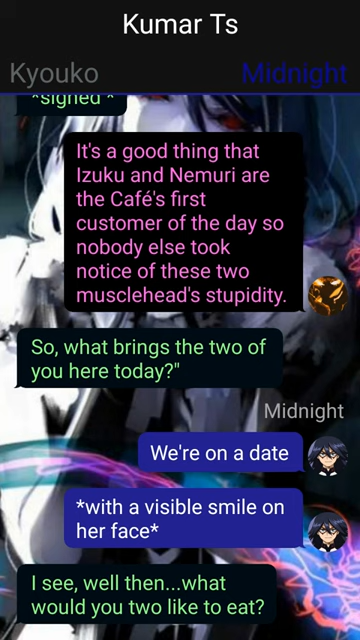 Kumar Ts
Kyouko Midnight
*signed *
It's a good thing that
Izuku and Nemuri are
the Café's first
customer of the day so
nobody else took
notice of these two
musclehead's stupidity.
So, what brings the two of
you here today?"
Midnight
We're on a date
*with a visible smile on
her face*
I see, well then...what
would you two like to eat?